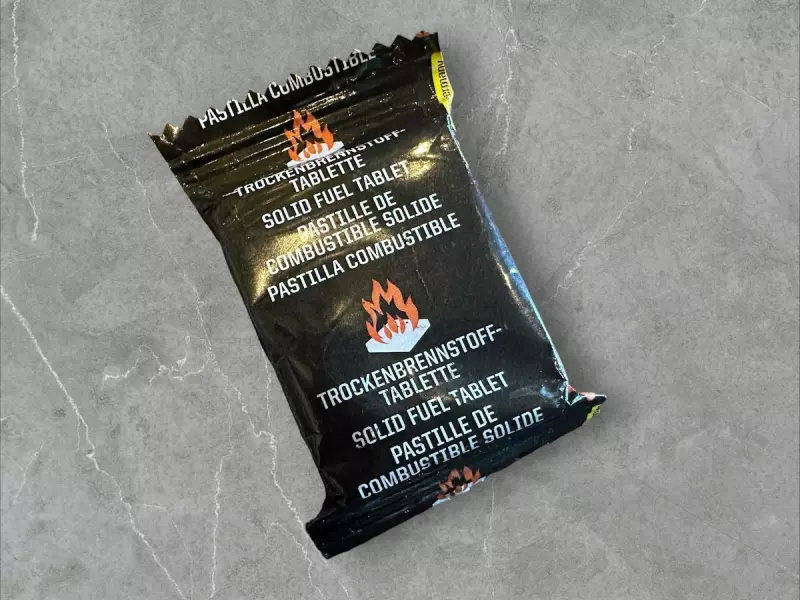 PASTILLA COMBUSTIBLE
TROCKENBRENNSTOFF-
TABLETTE
SOLID FUEL TABLET
PASTILLE DE
COMBUSTIBLE SOLIDE
PASTILLA COMBUSTIBLE
TROCKENBRENNSTOFF-
TABLETTE
SOLID FUEL TABLET
PASTILLE DE
COMBUSTIBLE SOLIDE